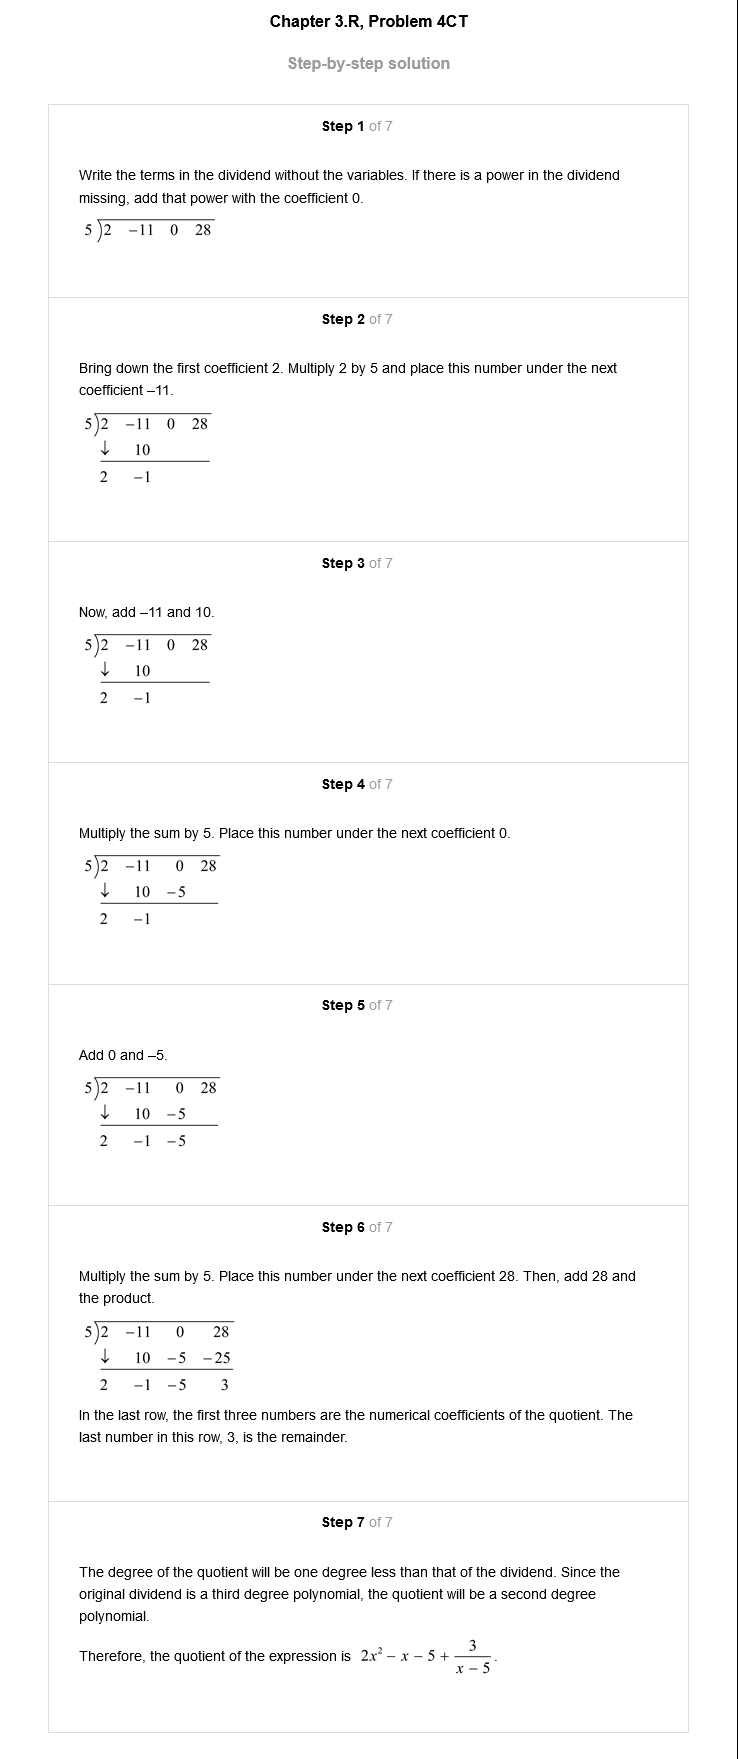 Chapter 3.R, Problem 4CT
Step-by-step solution
Step 1 of 7
Write the terms in the dividend without the variables. If there is a power in the dividend
missing, add that power with the coefficient 0.
5)2 −11 0 28
Step 2 of 7
Bring down the first coefficient 2. Multiply 2 by 5 and place this number under the next
coefficient –11.
5)2 −11 0 28
↓ 10
2 −1
Step 3 of 7
Now, add –11 and 10.
5)2 −11 0 28
↓ 10
2 −1
Step 4 of 7
Multiply the sum by 5. Place this number under the next coefficient 0.
5)2 −11 0 28
↓ 10 −5
2 −1
Step 5 of 7
Add 0 and –5.
5)2 −11 0 28
↓ 10 −5
2 −1 −5
Step 6 of 7
Multiply the sum by 5. Place this number under the next coefficient 28. Then, add 28 and
the product.
5)2 −11 0 28
↓ 10 −5 −25
2 −1 −5 3
In the last row, the first three numbers are the numerical coefficients of the quotient. The
last number in this row, 3, is the remainder.
Step 7 of 7
The degree of the quotient will be one degree less than that of the dividend. Since the
original dividend is a third degree polynomial, the quotient will be a second degree
polynomial.
Therefore, the quotient of the expression is 2x² − x − 5 + 3/(x − 5).